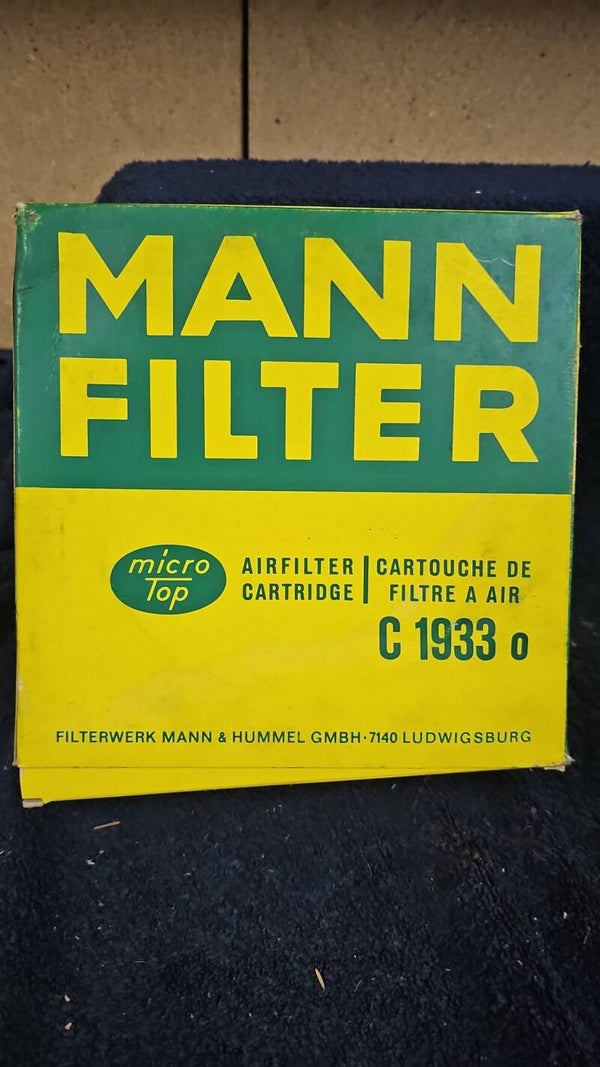 MANN
FILTER
micro
Top
AIRFILTER
CARTRIDGE
CARTOUCHE DE
FILTRE A AIR
C 1933 o
FILTERWERK MANN & HUMMEL GMBH·7140 LUDWIGSBURG